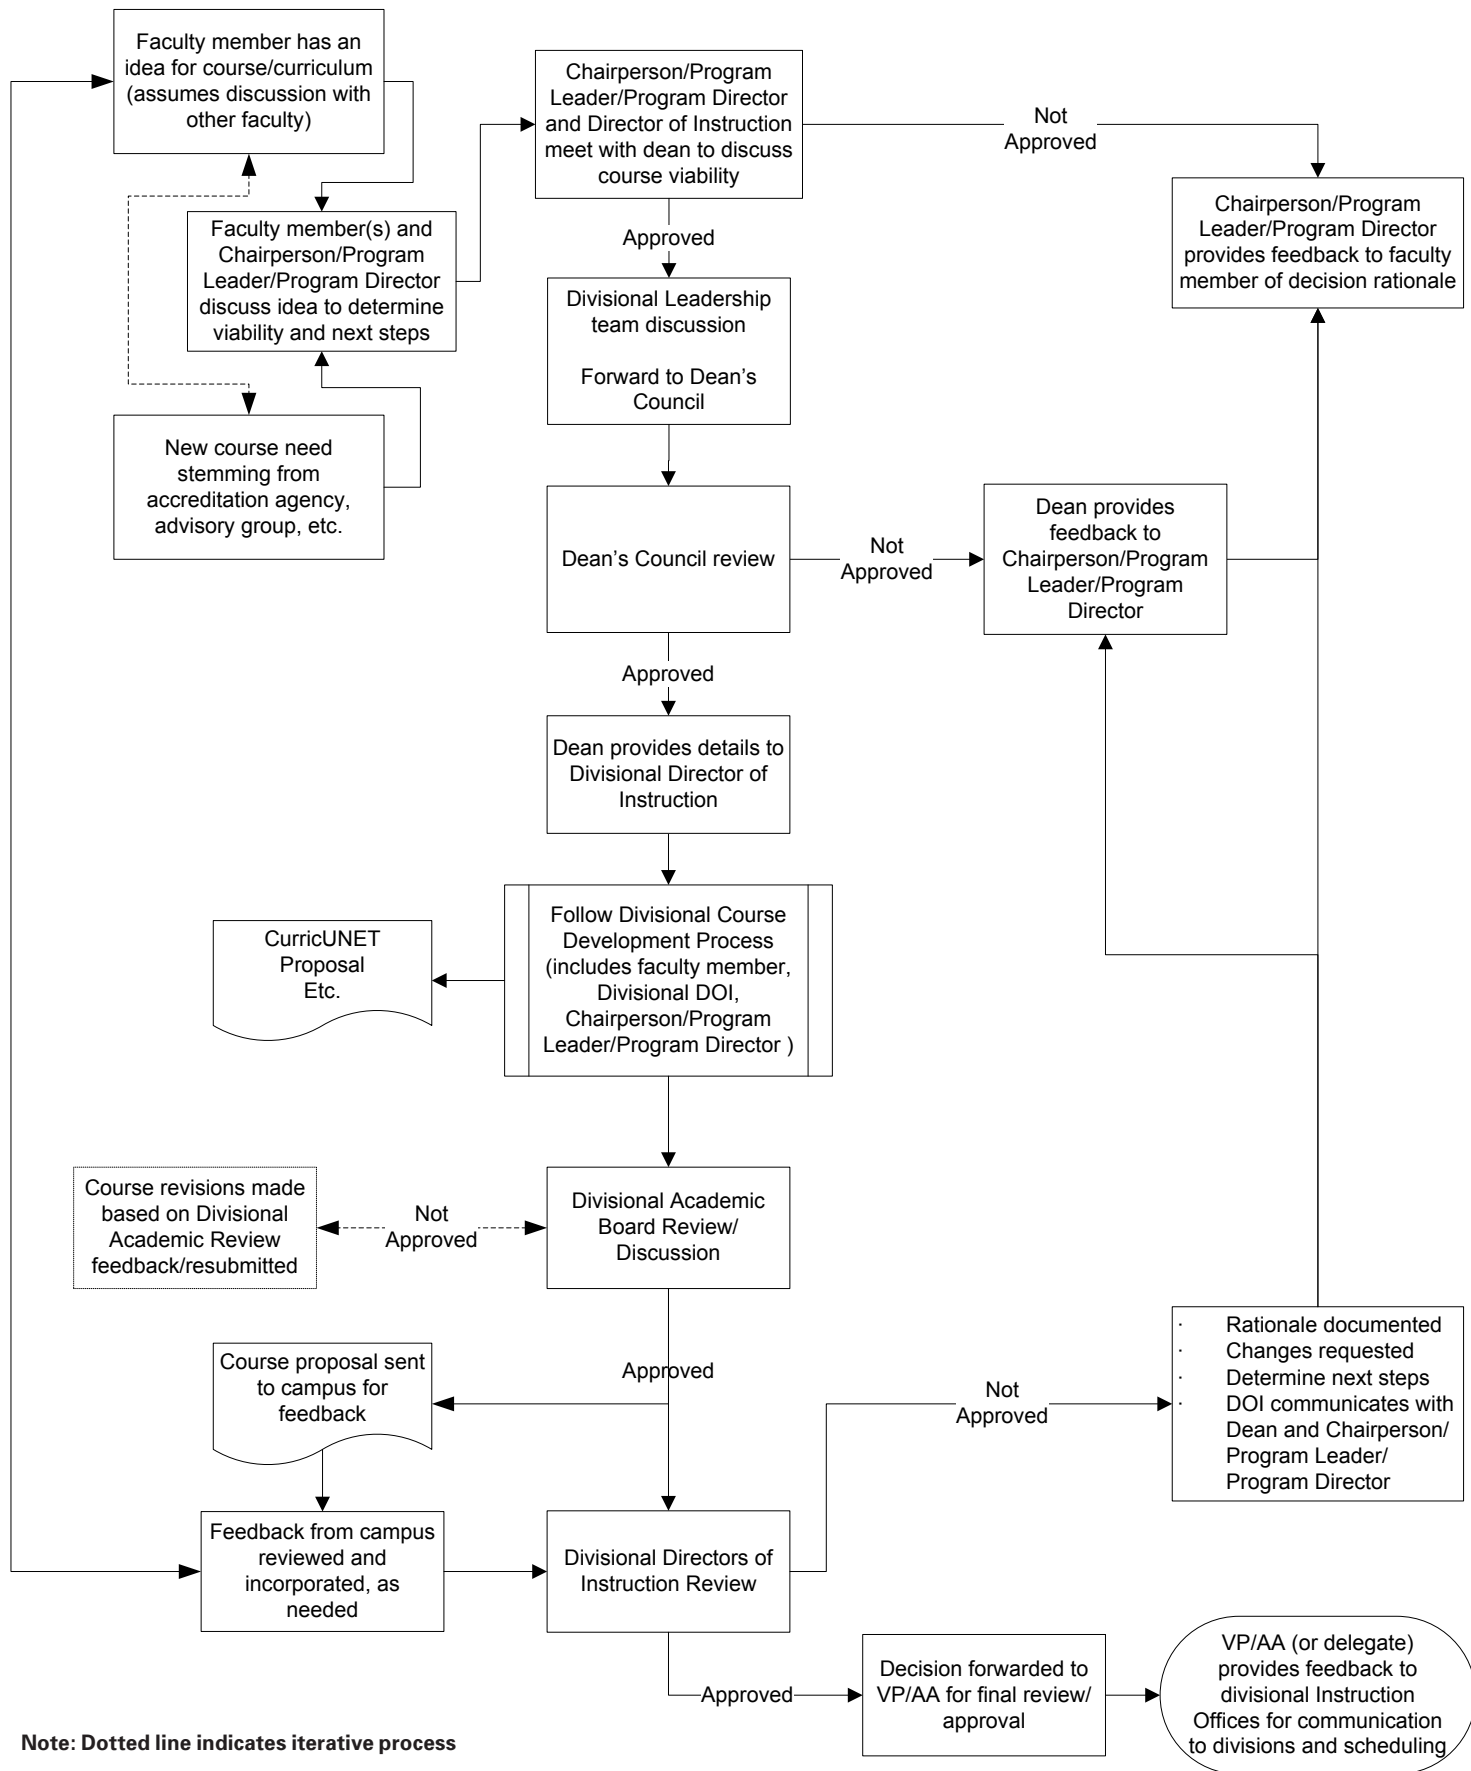 Faculty member has an
idea for course/curriculum
(assumes discussion with
other faculty)
Chairperson/Program
Leader/Program Director
and Director of Instruction
meet with dean to discuss
course viability
Not
Approved
Chairperson/Program
Leader/Program Director
provides feedback to faculty
member of decision rationale
Faculty member(s) and
Chairperson/Program
Leader/Program Director
discuss idea to determine
viability and next steps
Approved
Divisional Leadership
team discussion
Forward to Dean’s
Council
New course need
stemming from
accreditation agency,
advisory group, etc.
Dean’s Council review
Not
Approved
Dean provides
feedback to
Chairperson/Program
Leader/Program
Director
Approved
Dean provides details to
Divisional Director of
Instruction
Follow Divisional Course
Development Process
(includes faculty member,
Divisional DOI,
Chairperson/Program
Leader/Program Director )
CurricUNET
Proposal
Etc.
Course revisions made
based on Divisional
Academic Review
feedback/resubmitted
Not
Approved
Divisional Academic
Board Review/
Discussion
Approved
Course proposal sent
to campus for
feedback
Not
Approved
· Rationale documented
· Changes requested
· Determine next steps
· DOI communicates with
Dean and Chairperson/
Program Leader/
Program Director
Feedback from campus
reviewed and
incorporated, as
needed
Divisional Directors of
Instruction Review
Approved
Decision forwarded to
VP/AA for final review/
approval
VP/AA (or delegate)
provides feedback to
divisional Instruction
Offices for communication
to divisions and scheduling
Note: Dotted line indicates iterative process